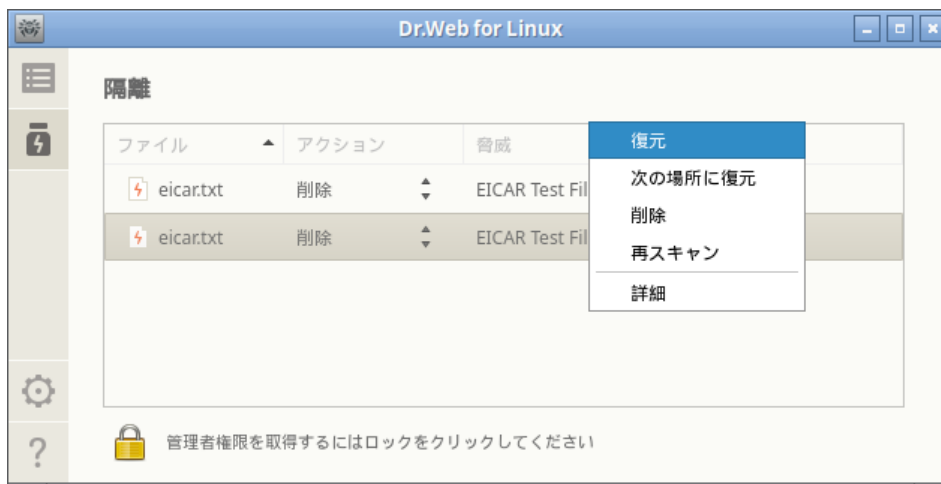 Dr.Web for Linux
隔離
ファイル アクション 脅威
eicar.txt 削除 EICAR Test Fil
eicar.txt 削除 EICAR Test Fil
復元
次の場所に復元
削除
再スキャン
詳細
管理者権限を取得するにはロックをクリックしてください
?